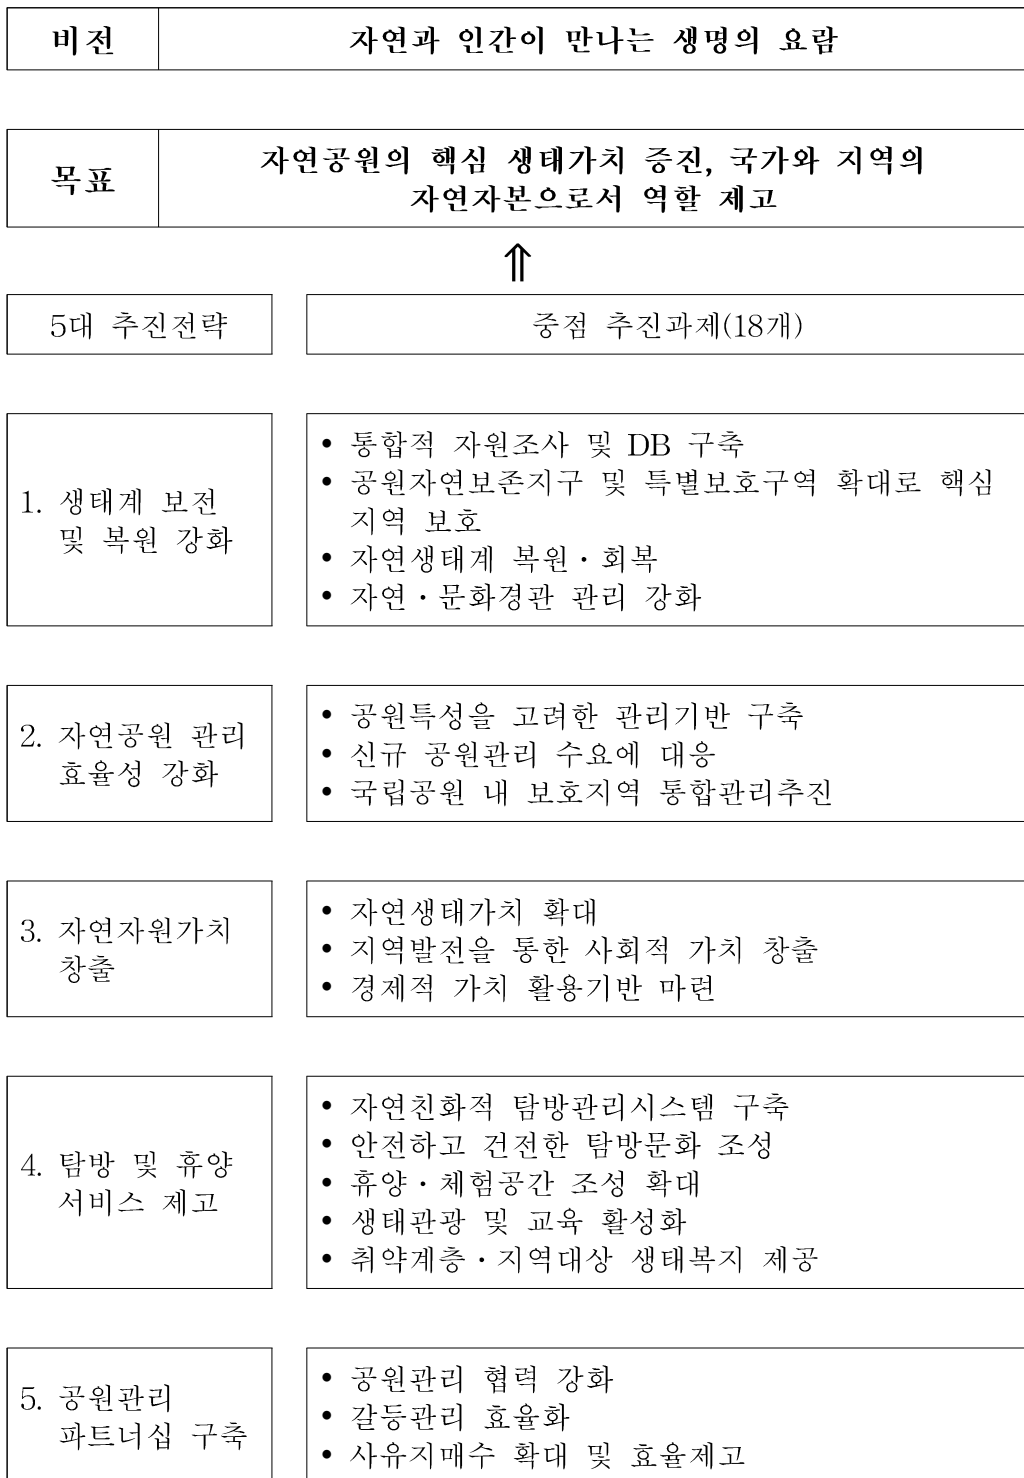 비전
자연과 인간이 만나는 생명의 요람
목표
자연공원의 핵심 생태가치 증진, 국가와 지역의
자연자본으로서 역할 제고
⇑
5대 추진전략
중점 추진과제(18개)
1. 생태계 보전
및 복원 강화
• 통합적 자원조사 및 DB 구축
• 공원자연보존지구 및 특별보호구역 확대로 핵심
지역 보호
• 자연생태계 복원・회복
• 자연・문화경관 관리 강화
2. 자연공원 관리
효율성 강화
• 공원특성을 고려한 관리기반 구축
• 신규 공원관리 수요에 대응
• 국립공원 내 보호지역 통합관리추진
3. 자연자원가치
창출
• 자연생태가치 확대
• 지역발전을 통한 사회적 가치 창출
• 경제적 가치 활용기반 마련
4. 탐방 및 휴양
서비스 제고
• 자연친화적 탐방관리시스템 구축
• 안전하고 건전한 탐방문화 조성
• 휴양・체험공간 조성 확대
• 생태관광 및 교육 활성화
• 취약계층・지역대상 생태복지 제공
5. 공원관리
파트너십 구축
• 공원관리 협력 강화
• 갈등관리 효율화
• 사유지매수 확대 및 효율제고